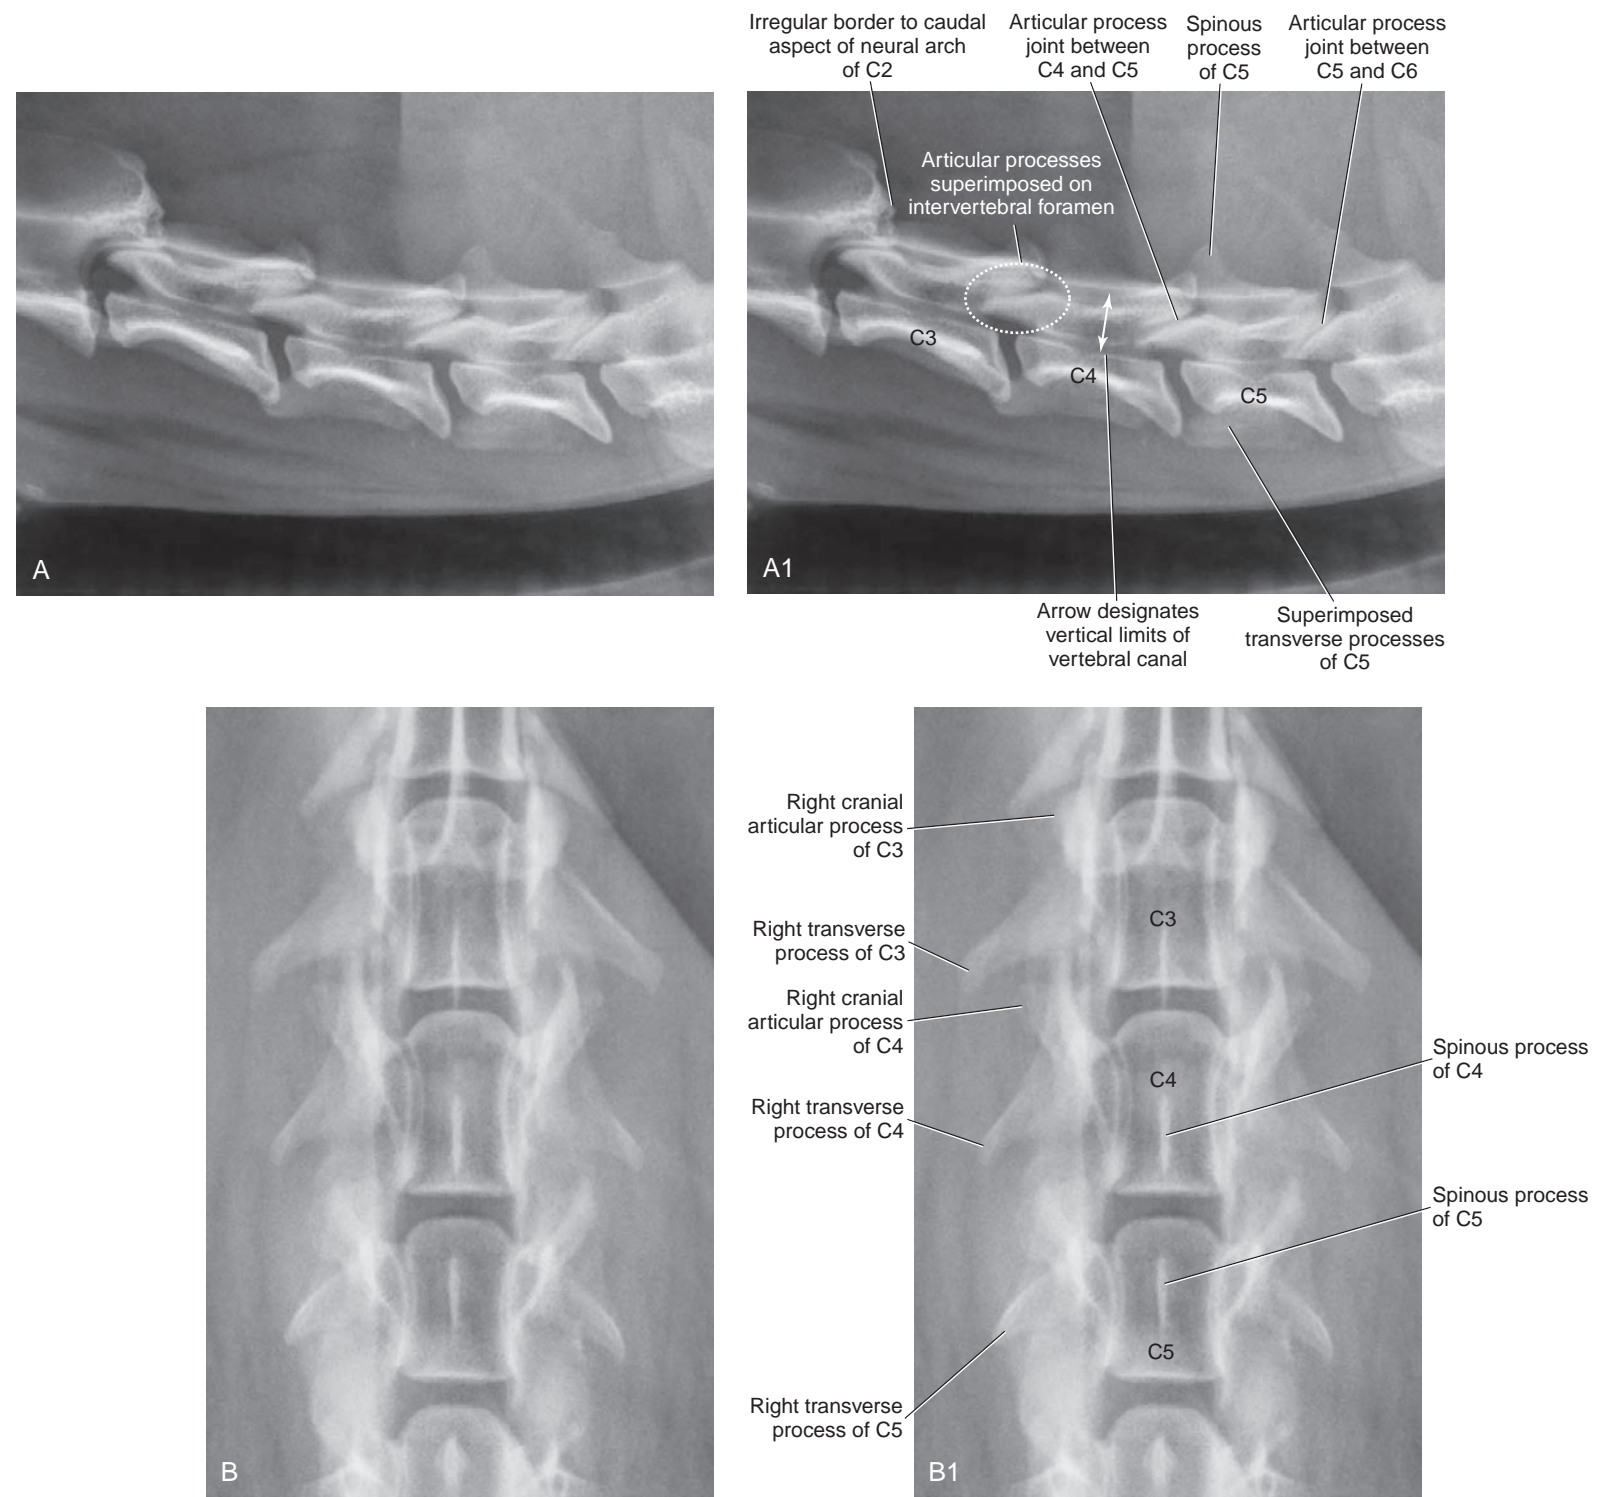 Irregular border to caudal
aspect of neural arch
of C2
Articular process
joint between
C4 and C5
Spinous
process
of C5
Articular process
joint between
C5 and C6
Articular processes
superimposed on
intervertebral foramen
C3
C4
C5
A
A1
Arrow designates
vertical limits of
vertebral canal
Superimposed
transverse processes
of C5
Right cranial
articular process
of C3
C3
Right transverse
process of C3
Right cranial
articular process
of C4
Spinous process
of C4
C4
Right transverse
process of C4
Spinous process
of C5
C5
Right transverse
process of C5
B
B1